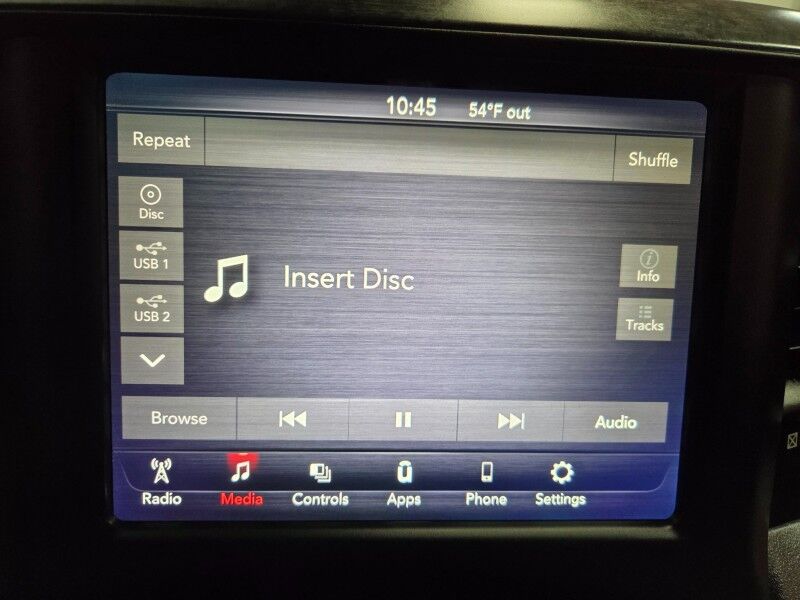 10:45 54°F out
Repeat
Shuffle
Disc
USB 1
USB 2
Insert Disc
Info
Tracks
Browse
Audio
Radio Media Controls Apps Phone Settings